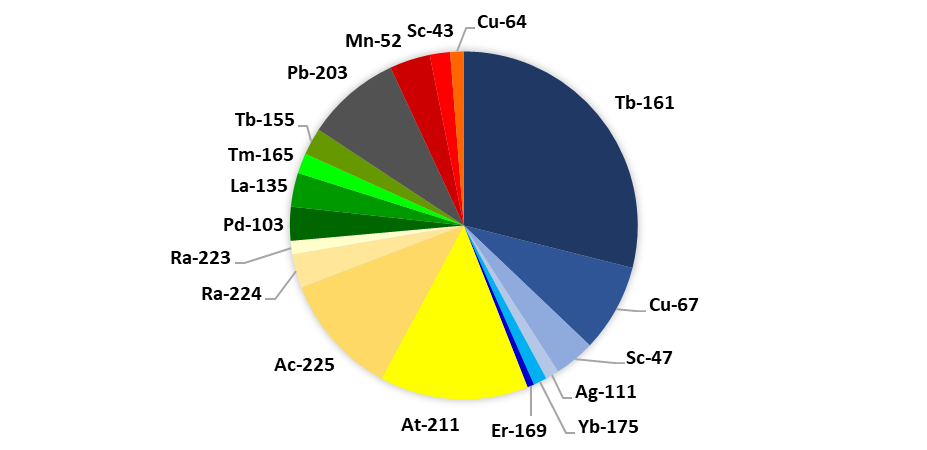 Cu-64
Sc-43
Mn-52
Pb-203
Tb-161
Tb-155
Tm-165
La-135
Pd-103
Ra-223
Ra-224
Cu-67
Sc-47
Ac-225
Ag-111
At-211
Er-169
Yb-175